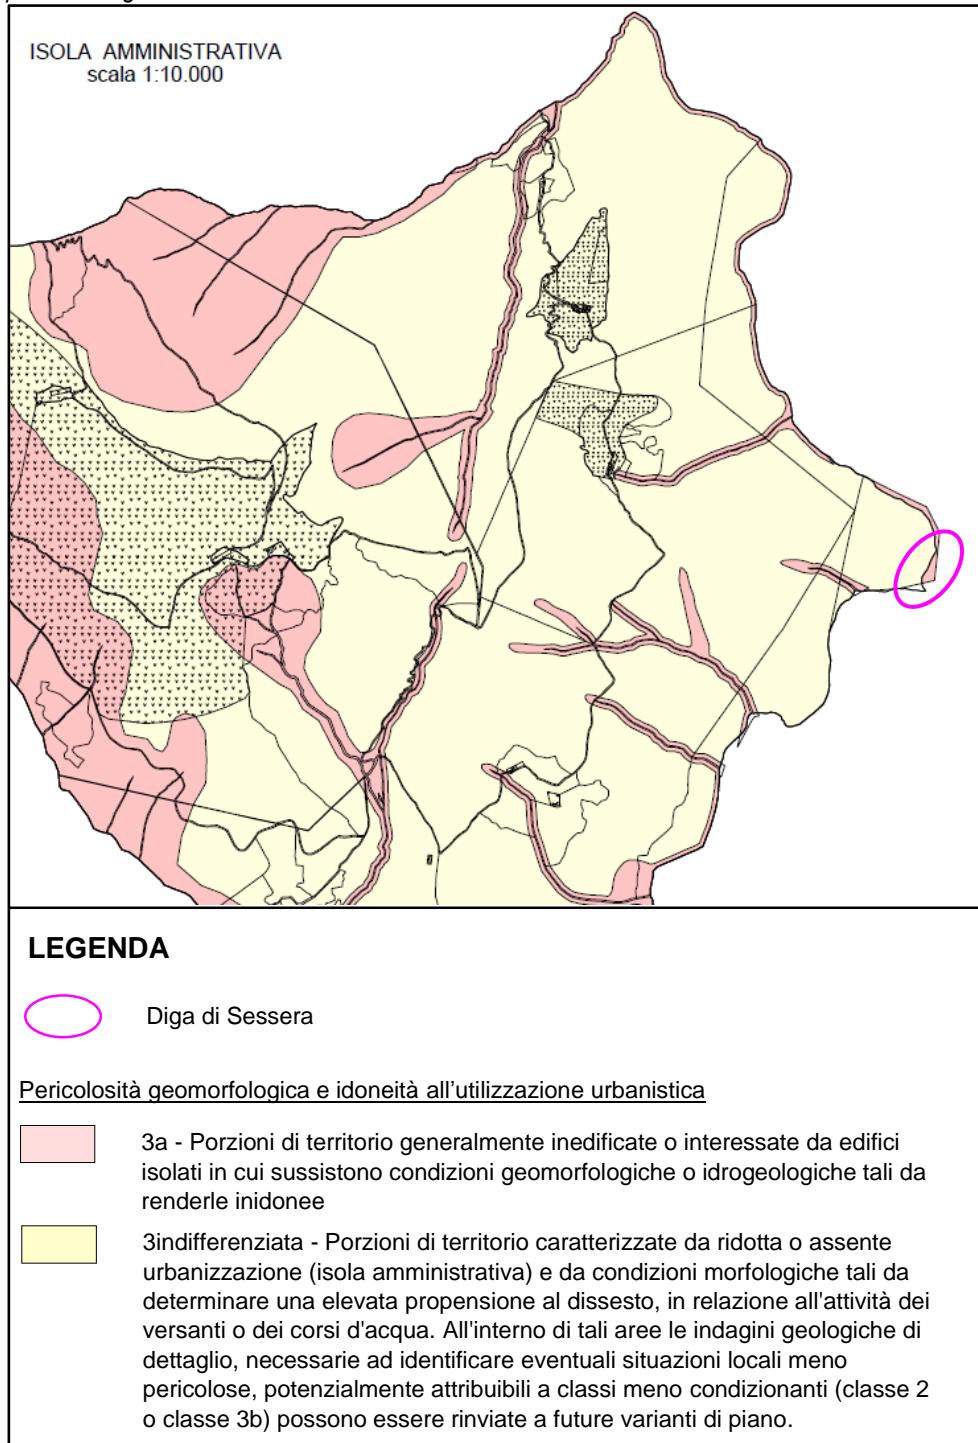 ISOLA AMMINISTRATIVA
scala 1:10.000
LEGENDA
Diga di Sessera
Pericolosità geomorfologica e idoneità all'utilizzazione urbanistica
3a - Porzioni di territorio generalmente inedificate o interessate da edifici
isolati in cui sussistono condizioni geomorfologiche o idrogeologiche tali da
renderle inidonee
3indifferenziata - Porzioni di territorio caratterizzate da ridotta o assente
urbanizzazione (isola amministrativa) e da condizioni morfologiche tali da
determinare una elevata propensione al dissesto, in relazione all'attività dei
versanti o dei corsi d'acqua. All'interno di tali aree le indagini geologiche di
dettaglio, necessarie ad identificare eventuali situazioni locali meno
pericolose, potenzialmente attribuibili a classi meno condizionanti (classe 2
o classe 3b) possono essere rinviate a future varianti di piano.